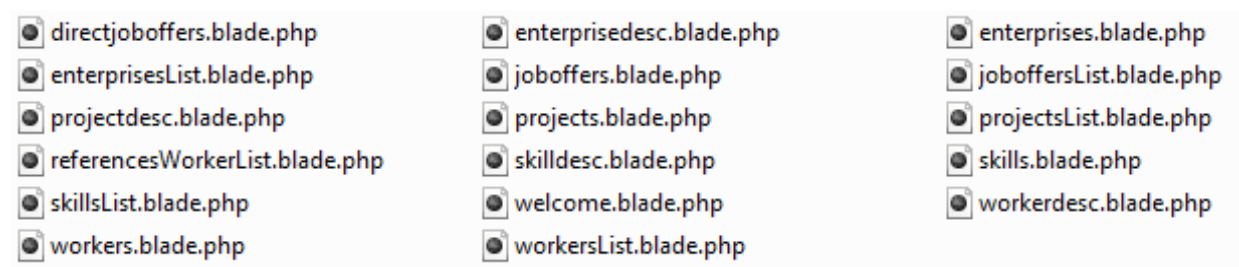 directjoboffers.blade.php enterprisedesc.blade.php enterprises.blade.php
enterprisesList.blade.php joboffers.blade.php joboffersList.blade.php
projectdesc.blade.php projects.blade.php projectsList.blade.php
referencesWorkerList.blade.php skilldesc.blade.php skills.blade.php
skillsList.blade.php welcome.blade.php workerdesc.blade.php
workers.blade.php workersList.blade.php